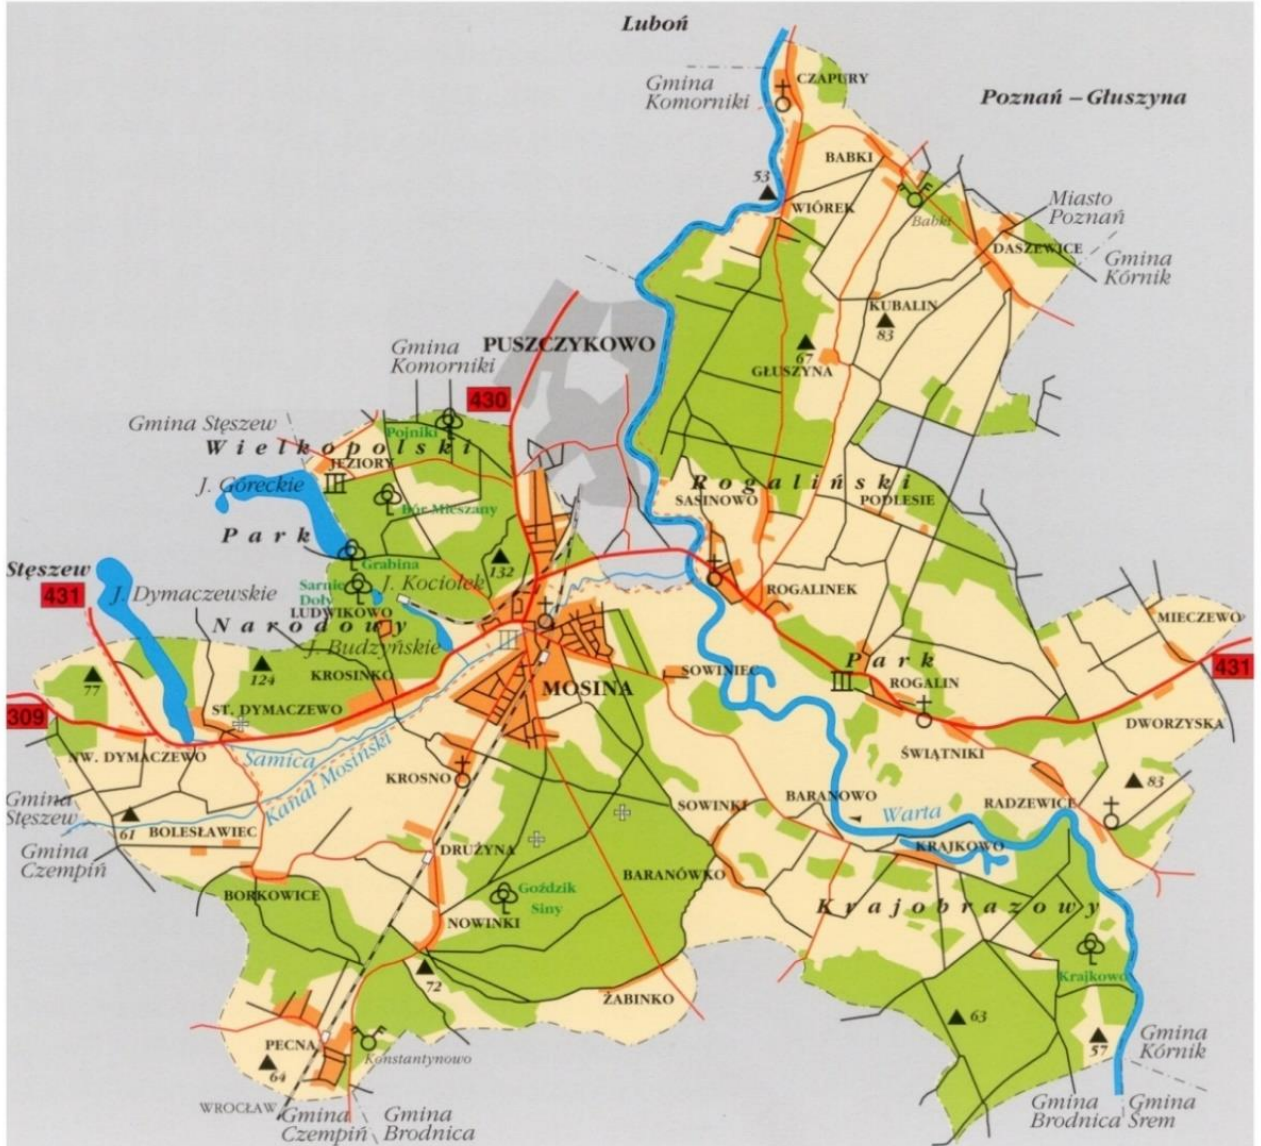 Luboń
Gmina
Komorniki
CZAPURY
Poznań – Głuszyna
BABKI
53
WIÓREK
Babki
Miasto
Poznań
DASZEWICE
Gmina
Kórnik
KUBALIN
83
67
GŁUSZYNA
PUSZCZYKOWO
Gmina
Komorniki
430
Gmina Stęszew
Pojniki
Wielkopolski
JEZIORY
J. Góreckie
Bór Mieszany
Rogaliński
SASINOWO
PODLESIE
Park
Grabina
132
Stęszew
431
J. Dymaczewskie
Sarnie
Doły
J. Kociołek
LUDWIKOWO
Narodowy
J. Budzyńskie
ROGALINEK
MIECZEWO
77
124
KROSINKO
SOWINIEC
Park
ROGALIN
431
MOSINA
309
ST. DYMACZEWO
DWORZYSKA
NW. DYMACZEWO
Samica
ŚWIĄTNIKI
Kanał Mosiński
KROSNO
83
Gmina
Stęszew
61
BOLESŁAWIEC
SOWINKI
BARANOWO
Warta
RADZEWICE
Gmina
Czempiń
DRUŻYNA
KRAJKOWO
BORKOWICE
BARANÓWKO
Goździk
Siny
Krajobrazowy
NOWINKI
72
Krajkowo
ŻABINKO
63
PECNA
64
Konstantynowo
57
Gmina
Kórnik
WROCŁAW
Gmina
Czempiń
Gmina
Brodnica
Gmina
Brodnica
Gmina
Śrem